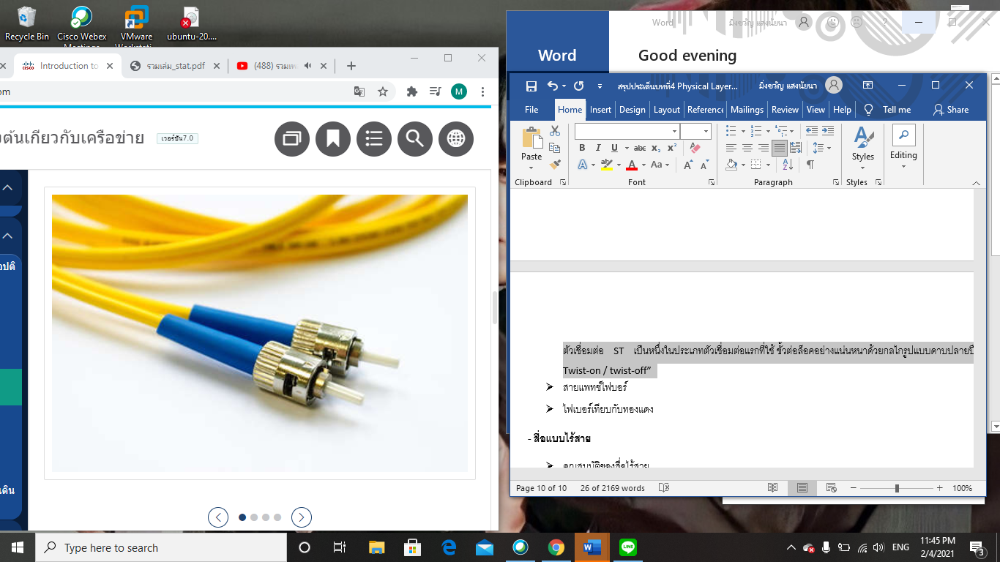 Recycle Bin
Cisco Webex
Meetings
VMware
Workstati...
ubuntu-20....
Introduction to
รวมเล่ม_stat.pdf
(488) รวมเพ
om
M
งต้นเกี่ยวกับเครือข่าย
เวอร์ชัน7.0
อปติ
เดิน
Word
มิ่งขวัญ แสงนัยนา
Word
Good evening
สรุปประเด็นบทที่4 Physical Layer...
มิ่งขวัญ แสงนัยนา
File
Home
Insert
Design
Layout
Reference
Mailings
Review
View
Help
Tell me
Share
Paste
Clipboard
B I U abc x₂ x²
A
Aa
Font
Paragraph
Styles
Styles
Editing
ตัวเชื่อมต่อ ST เป็นหนึ่งในประเภทตัวเชื่อมต่อแรกที่ใช้ ขั้วต่อล็อคอย่างแน่นหนาด้วยกลไกรูปแบบดาบปลายปื
Twist-on / twist-off”
➢ สายแพทช์ไฟบอร์
➢ ไฟเบอร์เทียบกับทองแดง
- สื่อแบบไร้สาย
➢ คุณสมบัติของสื่อไร้สาย
Page 10 of 10
26 of 2169 words
100%
Type here to search
ENG
11:45 PM
2/4/2021
3